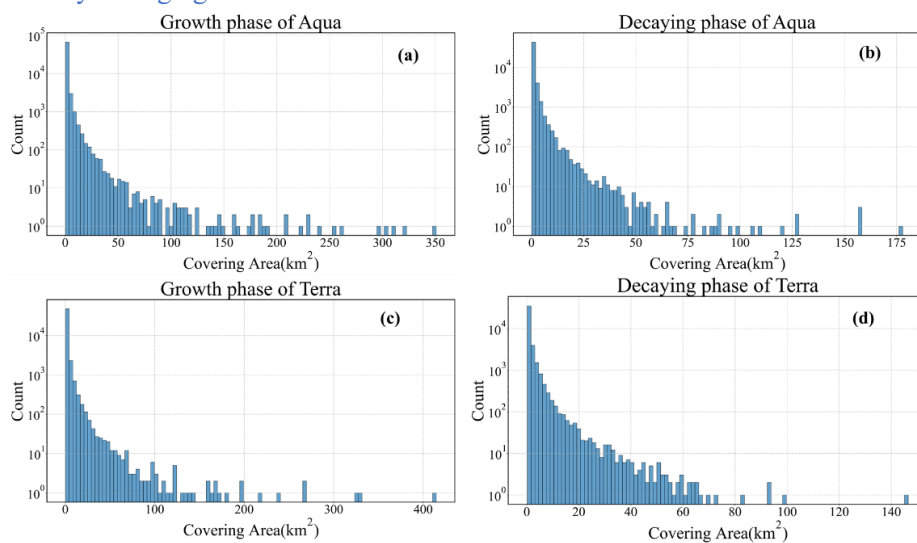 Growth phase of Aqua
(a)
10^5
10^4
10^3
10^2
10^1
10^0
Count
0 50 100 150 200 250 300 350
Covering Area(km^2)
Decaying phase of Aqua
(b)
10^4
10^3
10^2
10^1
10^0
Count
0 25 50 75 100 125 150 175
Covering Area(km^2)
Growth phase of Terra
(c)
10^4
10^3
10^2
10^1
10^0
Count
0 100 200 300 400
Covering Area(km^2)
Decaying phase of Terra
(d)
10^4
10^3
10^2
10^1
10^0
Count
0 20 40 60 80 100 120 140
Covering Area(km^2)